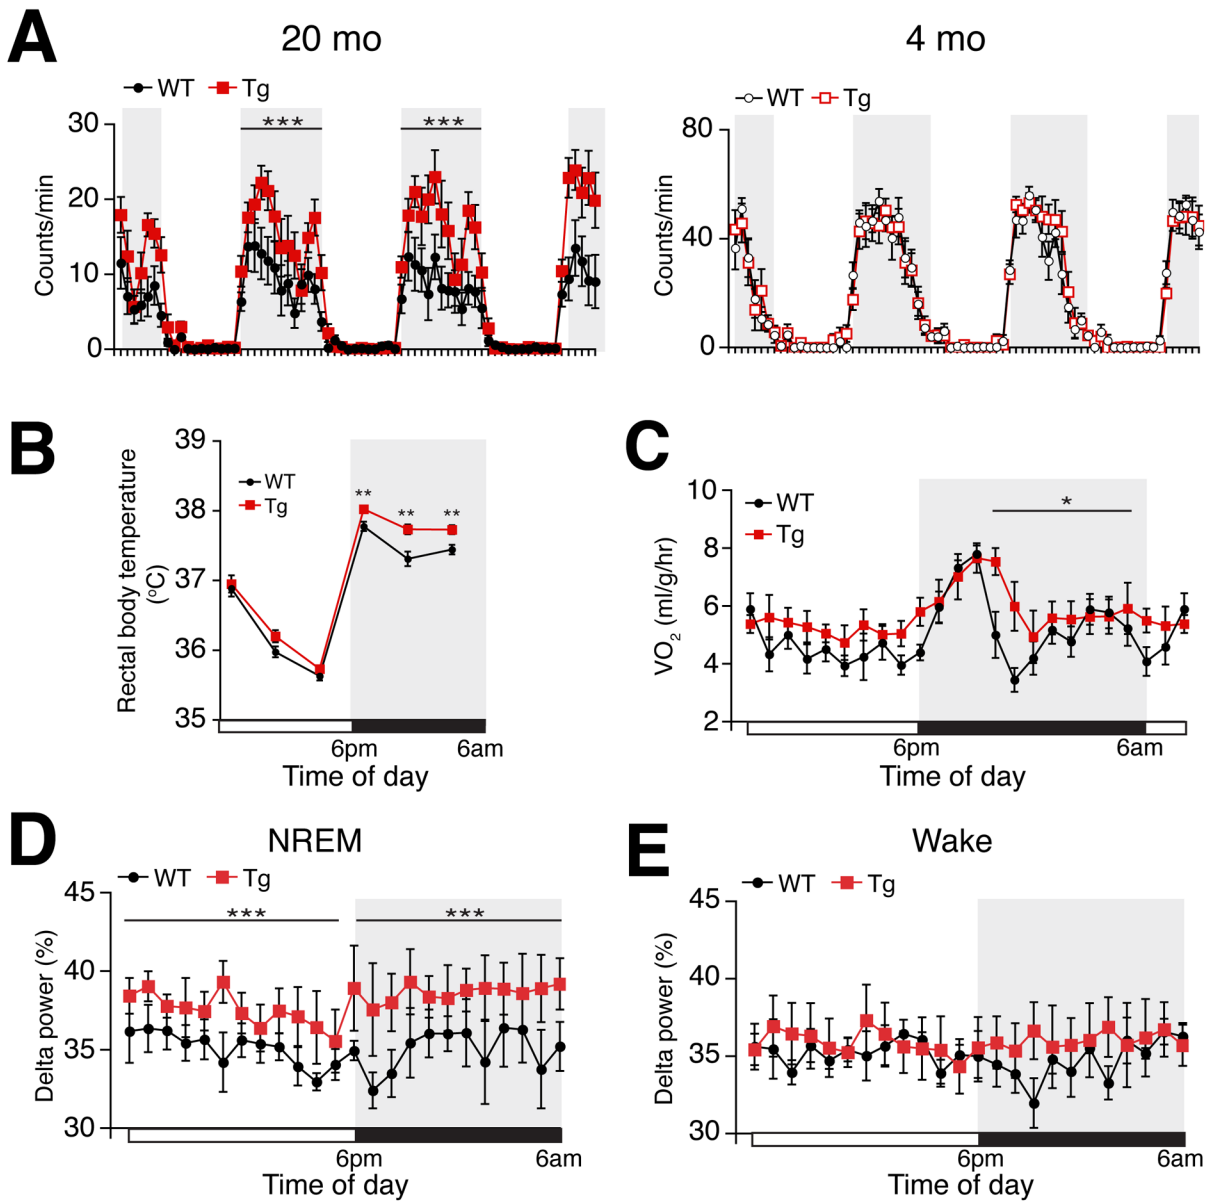 A
20 mo
4 mo
WT Tg
WT Tg
Counts/min
30
20
10
0
*** ***
Counts/min
80
40
0
B
Rectal body temperature
(°C)
39
38
37
36
35
WT
Tg
** ** **
6pm 6am
Time of day
C
VO2 (ml/g/hr)
10
8
6
4
2
WT
Tg
*
6pm 6am
Time of day
D
NREM
WT Tg
Delta power (%)
45
40
35
30
*** ***
6pm 6am
Time of day
E
Wake
WT Tg
Delta power (%)
45
40
35
30
6pm 6am
Time of day